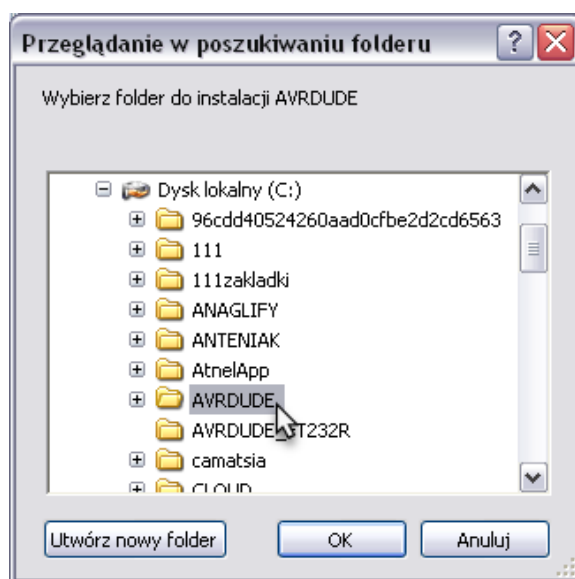 Przeglądanie w poszukiwaniu folderu
Wybierz folder do instalacji AVRDUDE
Dysk lokalny (C:)
96cdd40524260aad0cfbe2d2cd6563
111
111zakladki
ANAGLIFY
ANTENIAK
AtnelApp
AVRDUDE
camatsia
CLOUD
Utwórz nowy folder
OK
Anuluj